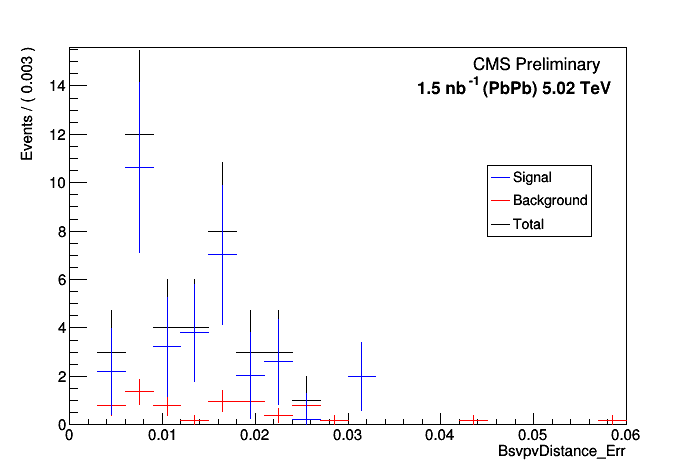 CMS Preliminary
1.5 nb-1 (PbPb) 5.02 TeV
Events / ( 0.003 )
14
12
10
8
6
4
2
0
Signal
Background
Total
0 0.01 0.02 0.03 0.04 0.05 0.06
BsvpvDistance_Err